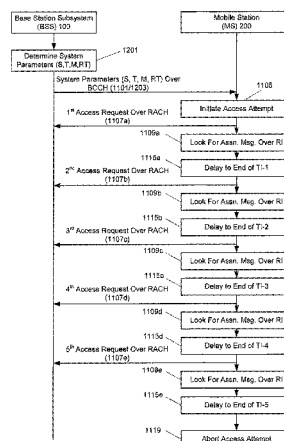 Base Station Subsystem
(BSS) 100
Mobile Station
(MS) 200
1201
Determine System
Parameters (S,T,M,RT)
System Parameters (S, T, M, RT) Over
BCCH (1101/1203)
1105
Initiate Access Attempt
1st Access Request Over RACH
(1107a)
1109a
Look For Assn. Msg. Over RI
1115a
Delay to End of TI-1
2nd Access Request Over RACH
(1107b)
1109b
Look For Assn. Msg. Over RI
1115b
Delay to End of TI-2
3rd Access Request Over RACH
(1107c)
1109c
Look For Assn. Msg. Over RI
1115c
Delay to End of TI-3
4th Access Request Over RACH
(1107d)
1109d
Look For Assn. Msg. Over RI
1115d
Delay to End of TI-4
5th Access Request Over RACH
(1107e)
1109e
Look For Assn. Msg. Over RI
1115e
Delay to End of TI-5
1119
Abort Access Attempt